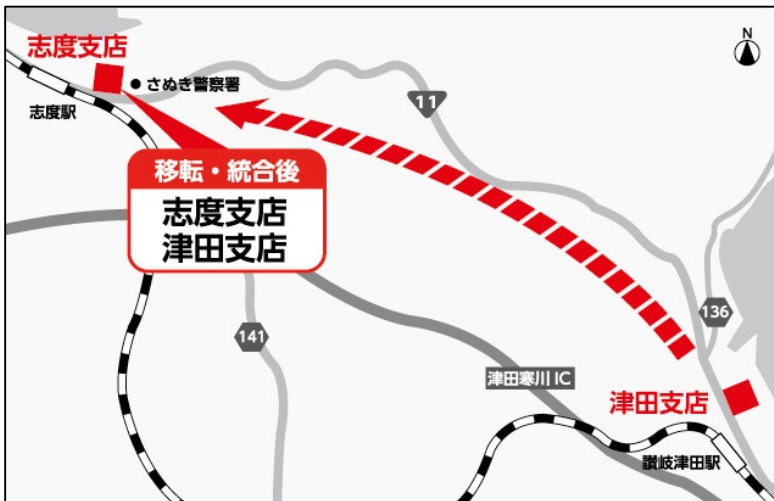 志度支店
N
さぬき警察署
志度駅
11
移転・統合後
志度支店
津田支店
136
141
津田寒川IC
津田支店
讃岐津田駅